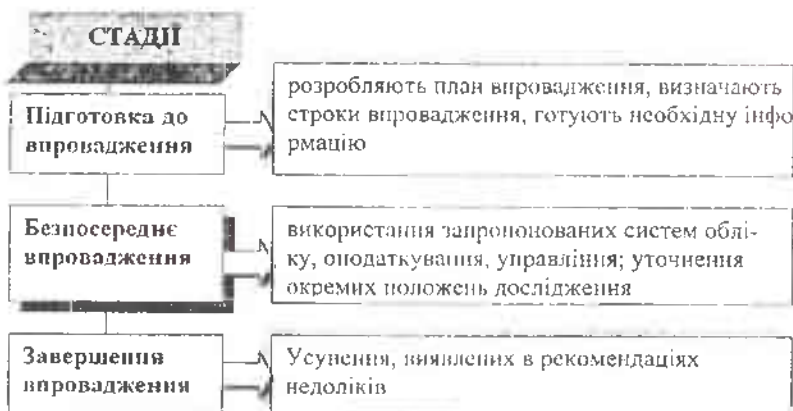 СТАДІЇ
Підготовка до
впровадження
розробляють план впровадження, визначають
строки впровадження, готують необхідну інфо
рмацію
Безпосереднє
впровадження
використання запропонованих систем облі-
ку, оподаткування, управління; уточнення
окремих положень дослідження
Завершення
впровадження
Усунення, виявлених в рекомендаціях
недоліків